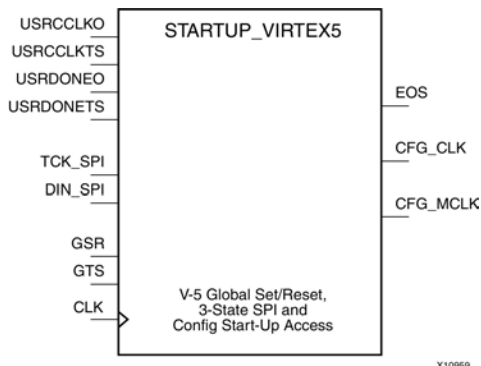 STARTUP_VIRTEX5
USRCCLKO
USRCCLKTS
USRDONEO
USRDONETS
TCK_SPI
DIN_SPI
GSR
GTS
CLK
EOS
CFG_CLK
CFG_MCLK
V-5 Global Set/Reset,
3-State SPI and
Config Start-Up Access
X10959